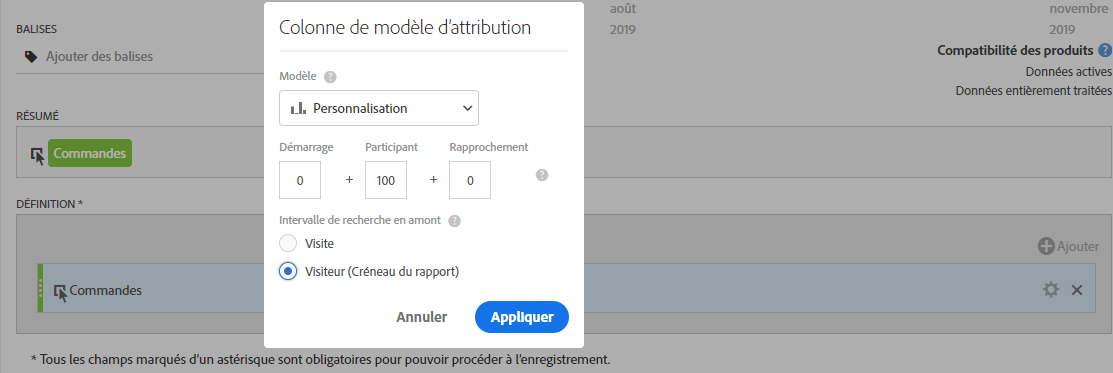 août
2019
novembre
2019
BALISES
Ajouter des balises
Compatibilité des produits ?
Données actives
Données entièrement traitées
RÉSUMÉ
Commandes
DÉFINITION *
Ajouter
Commandes
* Tous les champs marqués d'un astérisque sont obligatoires pour pouvoir procéder à l'enregistrement.
Colonne de modèle d'attribution
Modèle ?
Personnalisation
Démarrage Participant Rapprochement
0 + 100 + 0 ?
Intervalle de recherche en amont ?
Visite
Visiteur (Créneau du rapport)
Annuler Appliquer